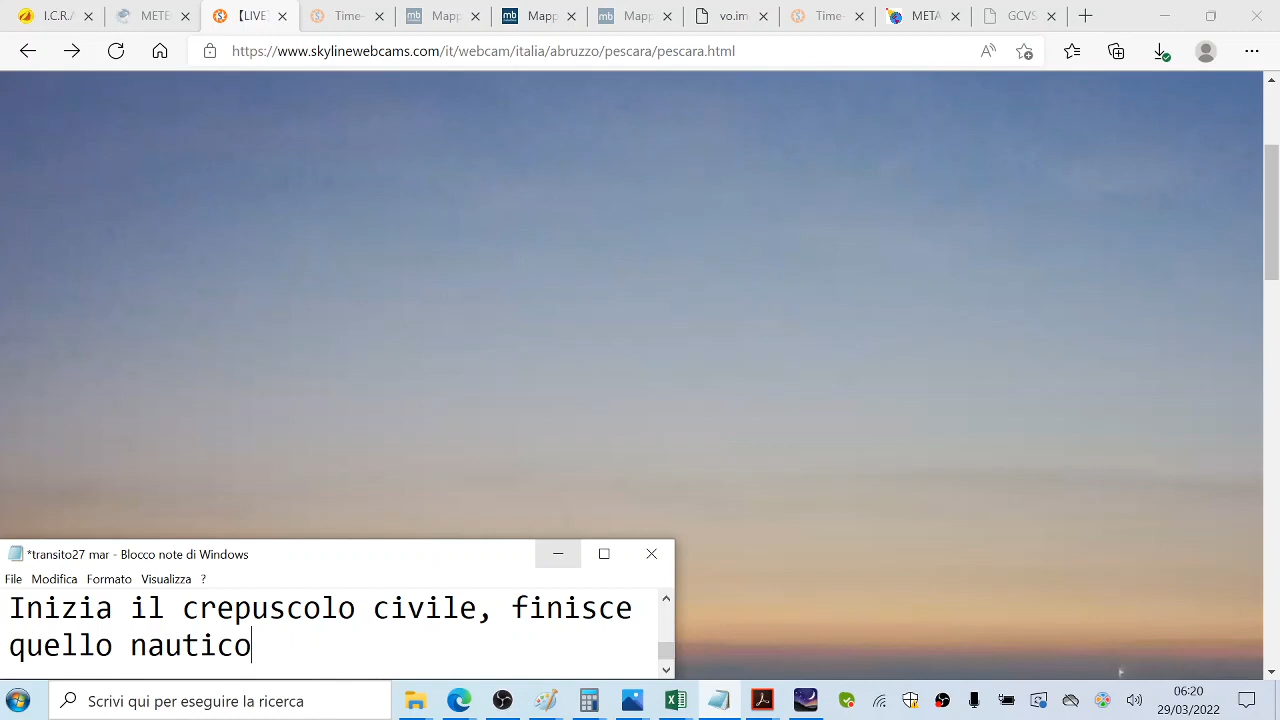 I.C.R.
METE
【LIVE
Time-
Mapp
Mapp
Mapp
vo.im
Time-
META
GCVS
https://www.skylinewebcams.com/it/webcam/italia/abruzzo/pescara/pescara.html
*transito27 mar - Blocco note di Windows
File Modifica Formato Visualizza ?
Inizia il crepuscolo civile, finisce
quello nautico
Scrivi qui per eseguire la ricerca
06:20
29/03/2022